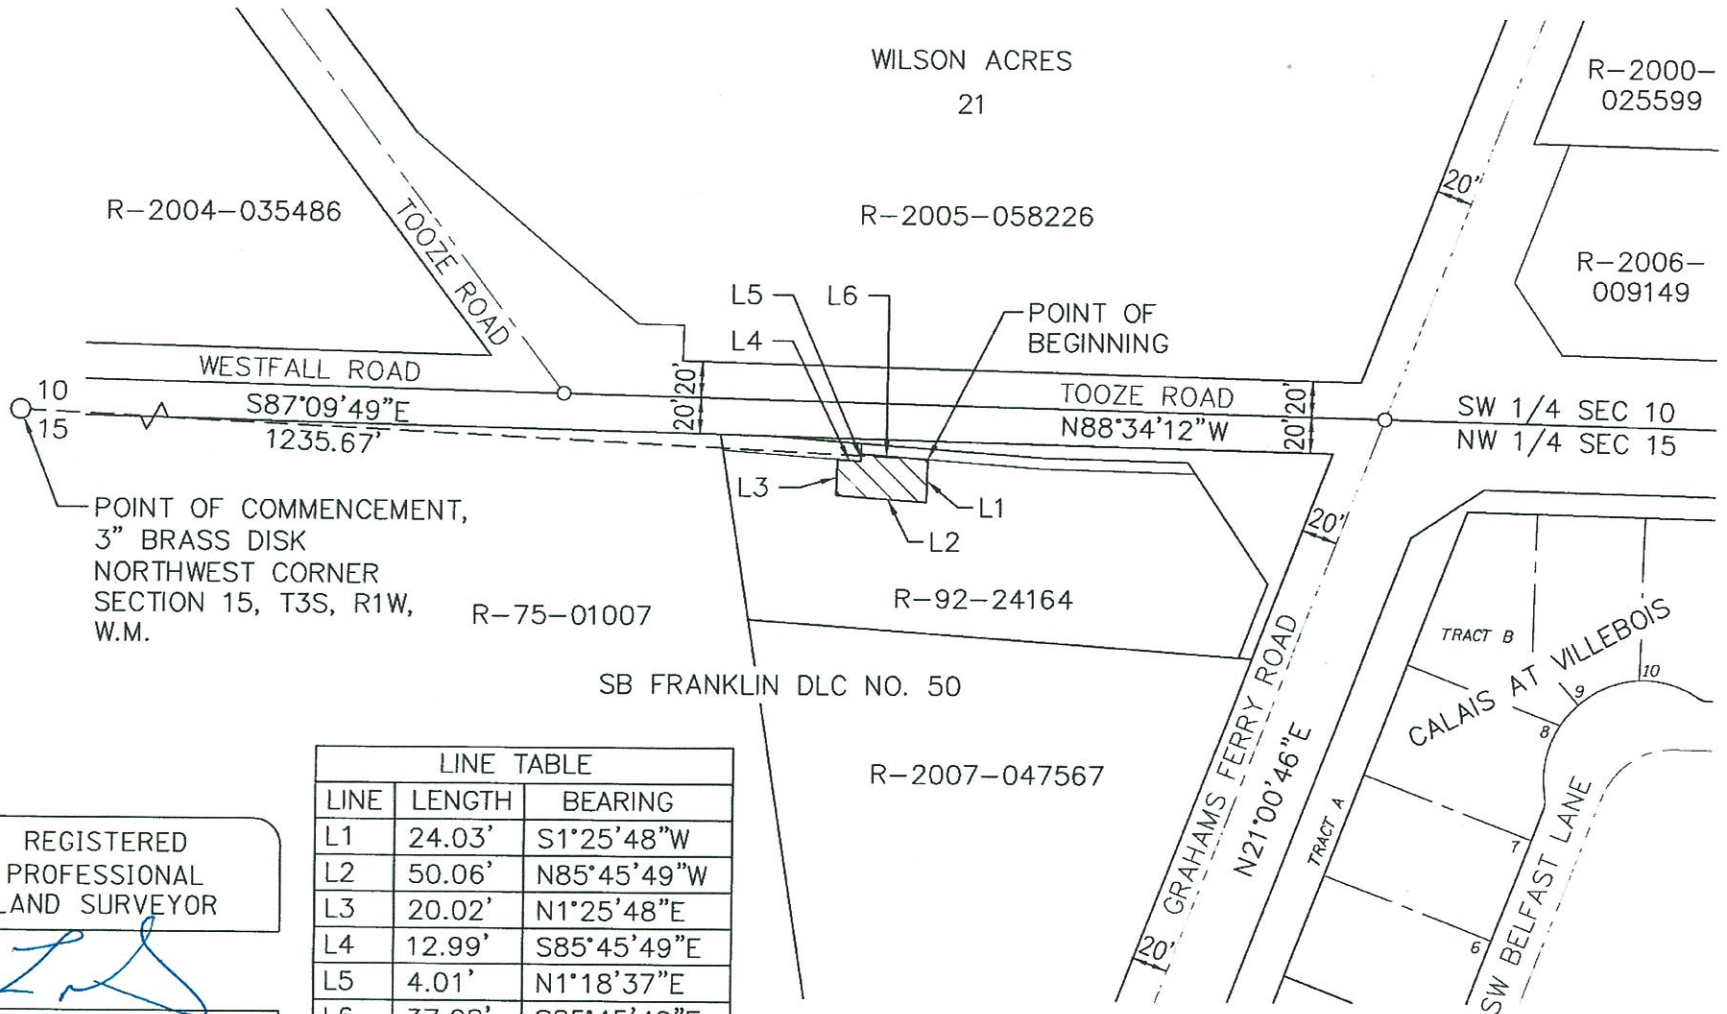 WILSON ACRES
21
R-2000-
025599
R-2004-035486
TOOZE ROAD
R-2005-058226
20'
R-2006-
009149
L5
L6
POINT OF
BEGINNING
L4
WESTFALL ROAD
20'
20'
TOOZE ROAD
20'
20'
10
15
S87°09'49"E
1235.67'
N88°34'12"W
SW 1/4 SEC 10
NW 1/4 SEC 15
L3
L1
L2
POINT OF COMMENCEMENT,
3" BRASS DISK
NORTHWEST CORNER
SECTION 15, T3S, R1W,
W.M.
R-75-01007
R-92-24164
20'
SB FRANKLIN DLC NO. 50
R-2007-047567
GRAHAMS FERRY ROAD
N21°00'46"E
20'
TRACT A
TRACT B
CALAIS AT VILLEBOIS
10
9
8
7
6
SW BELFAST LANE
LINE TABLE
LINE LENGTH BEARING
L1 24.03' S1°25'48"W
L2 50.06' N85°45'49"W
L3 20.02' N1°25'48"E
L4 12.99' S85°45'49"E
L5 4.01' N1°18'37"E
REGISTERED
PROFESSIONAL
LAND SURVEYOR